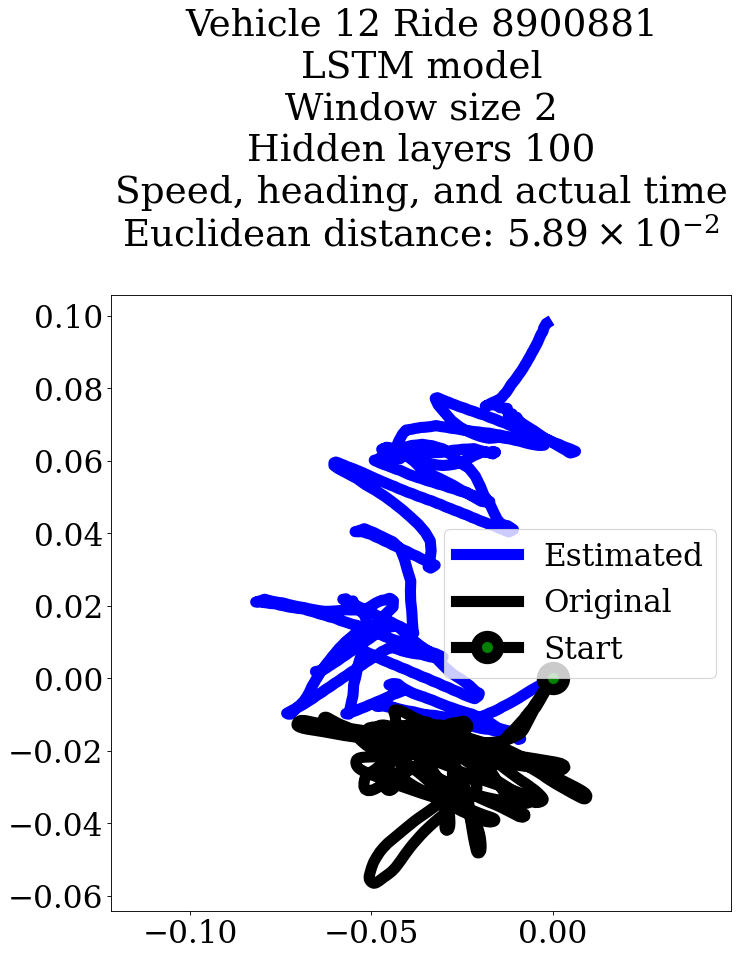 Vehicle 12 Ride 8900881
LSTM model
Window size 2
Hidden layers 100
Speed, heading, and actual time
Euclidean distance: 5.89 × 10⁻²
0.10
0.08
0.06
0.04
0.02
0.00
−0.02
−0.04
−0.06
Estimated
Original
Start
−0.10 −0.05 0.00